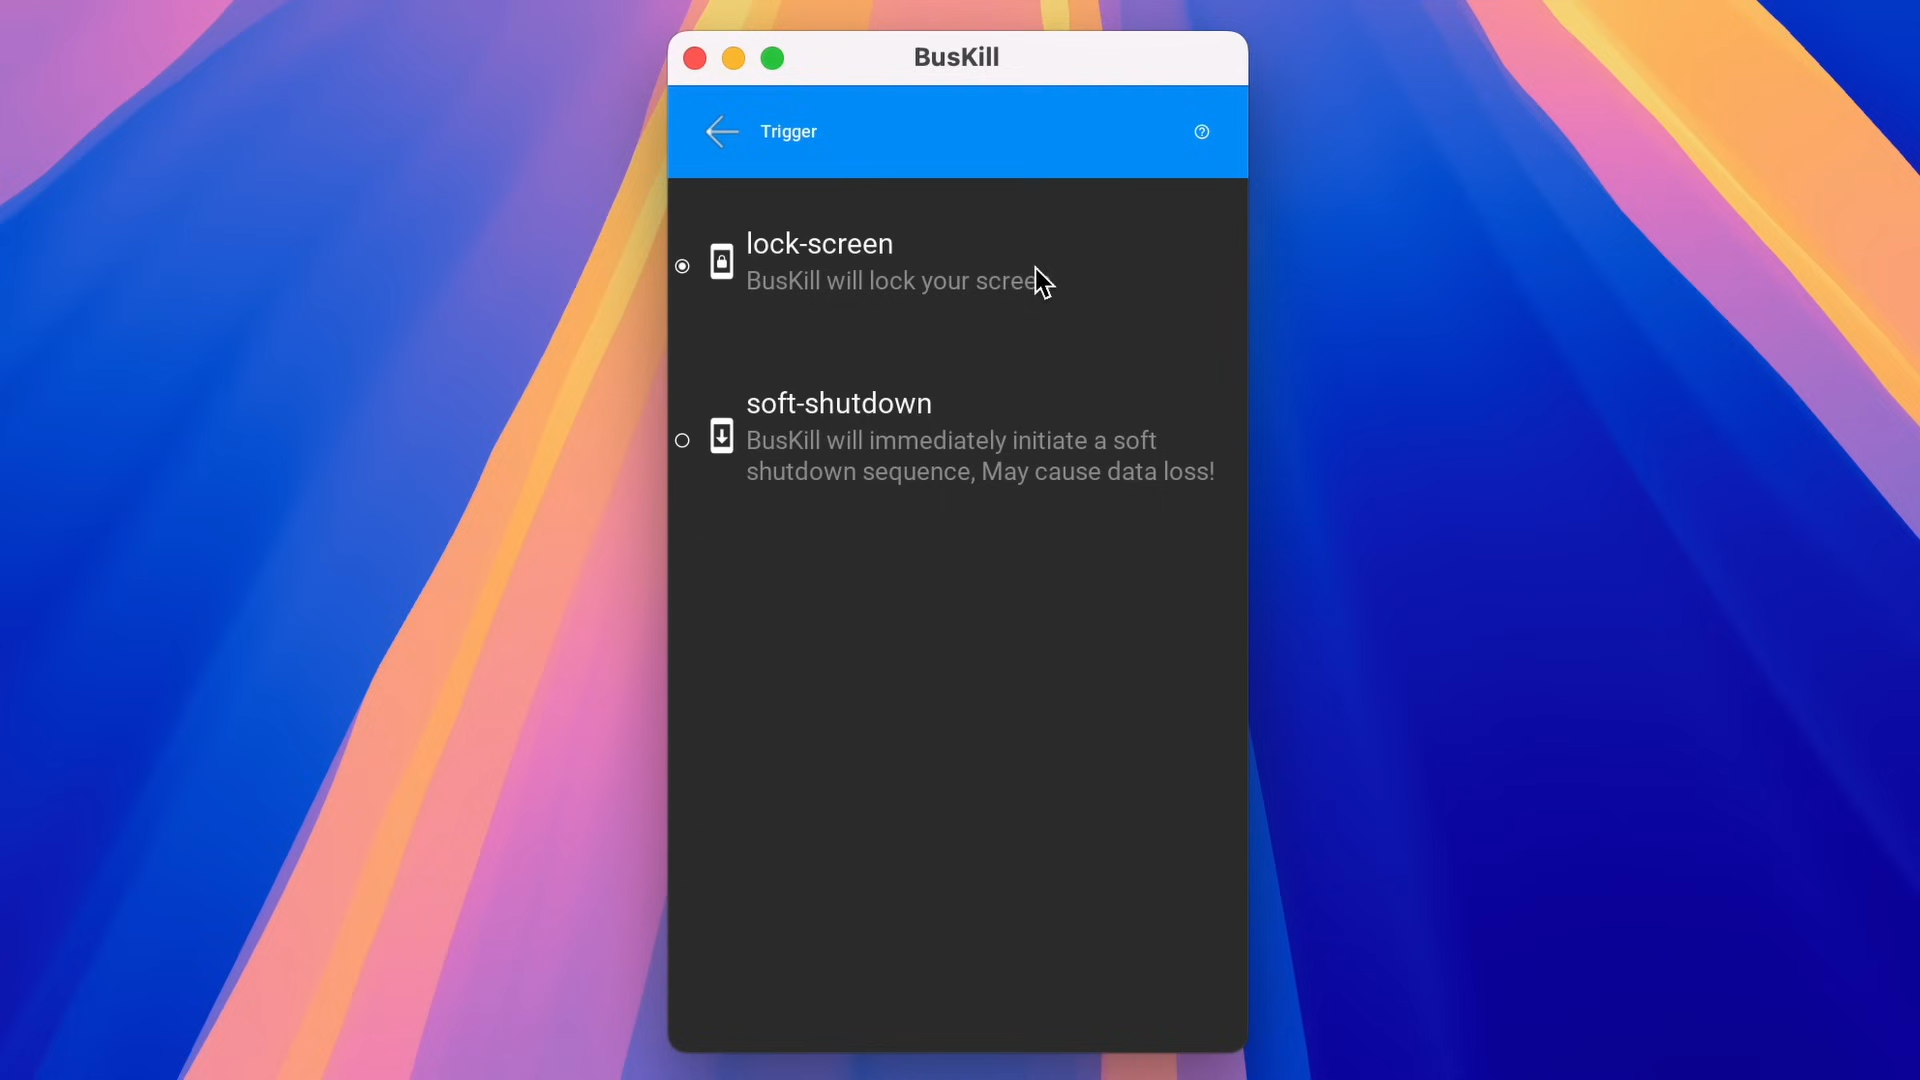 BusKill
Trigger
lock-screen
BusKill will lock your scree
soft-shutdown
BusKill will immediately initiate a soft
shutdown sequence, May cause data loss!